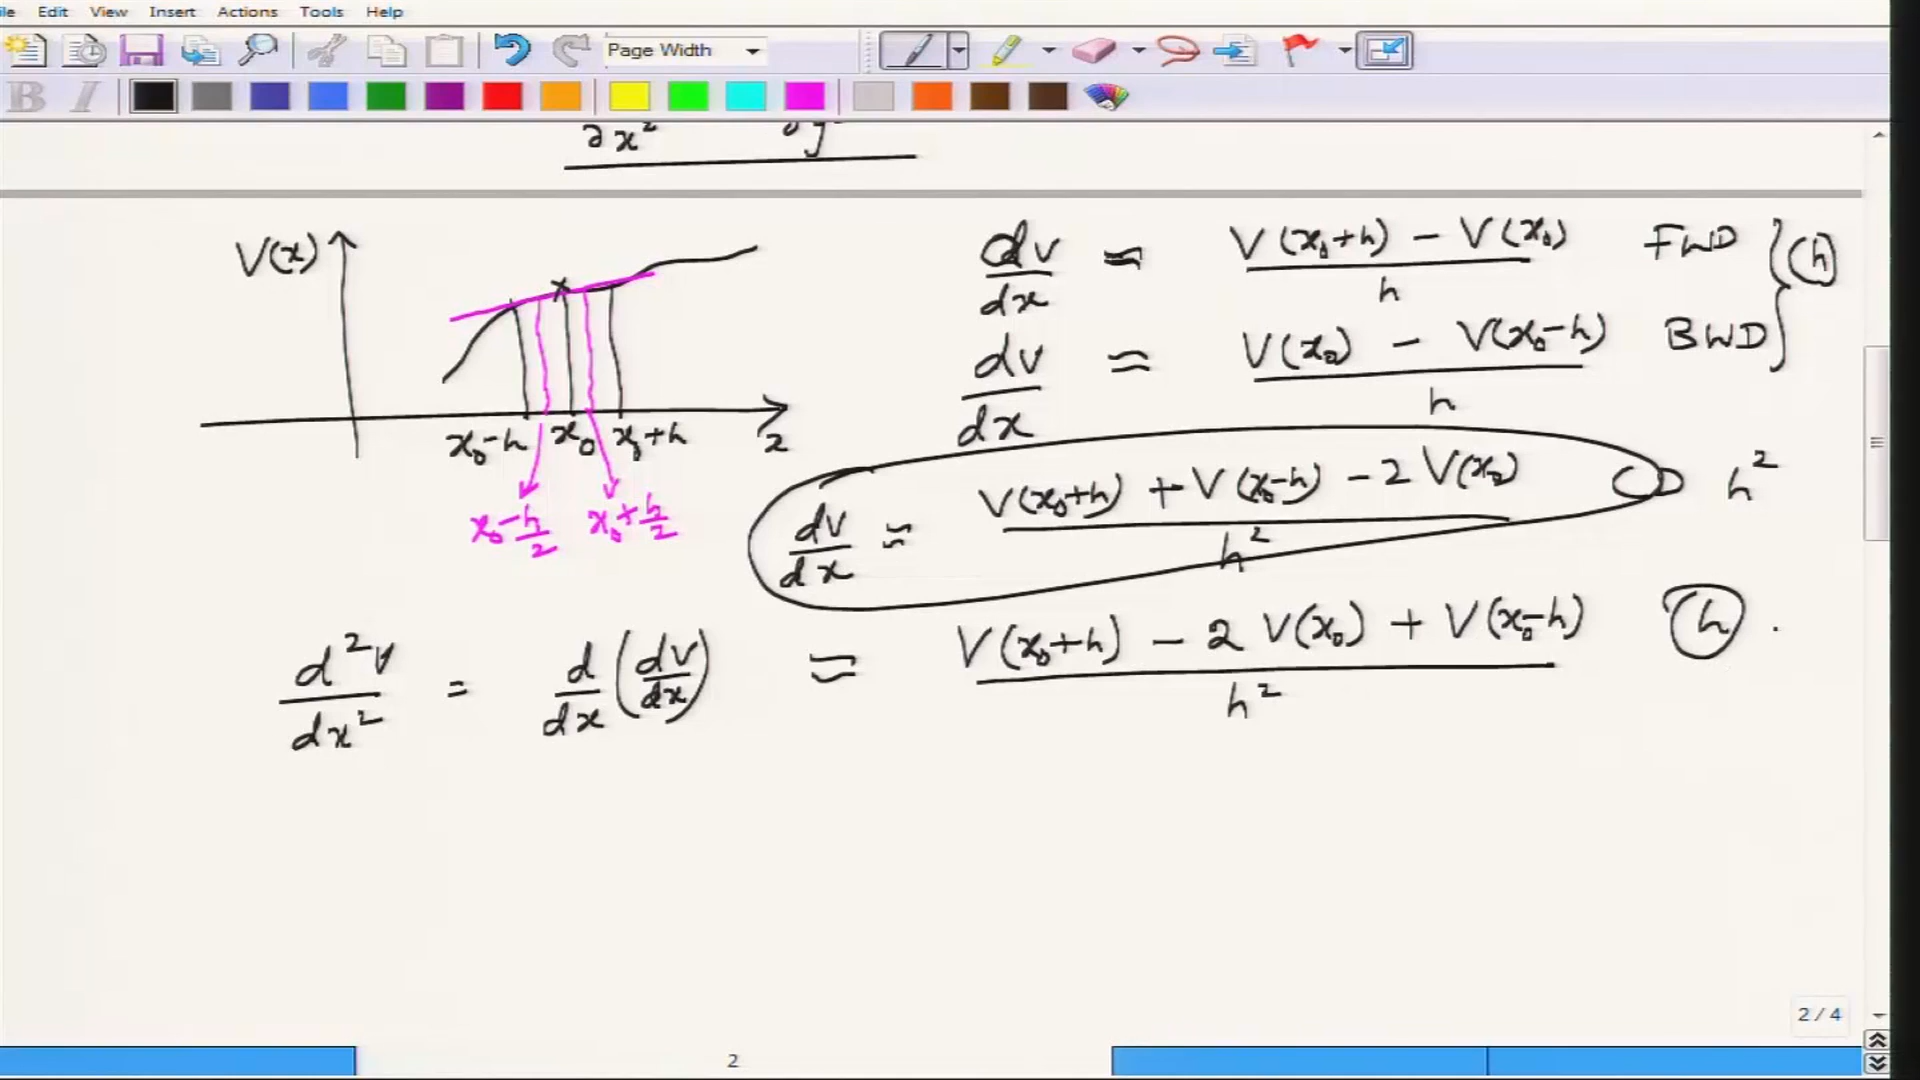 ile Edit View Insert Actions Tools Help
Page Width
B I
∂x²
V(x)
x₀-h x₀ x₀+h x
x₀-h/2 x₀+h/2
dv/dx ≈ (V(x₀+h) - V(x₀))/h FWD } (h)
dv/dx ≈ (V(x₀) - V(x₀-h))/h BWD
dv/dx ≈ (V(x₀+h) + V(x₀-h) - 2V(x₀))/h² h²
d²v/dx² = d/dx (dv/dx) ≈ (V(x₀+h) - 2V(x₀) + V(x₀-h))/h² (h) .
2 / 4
2